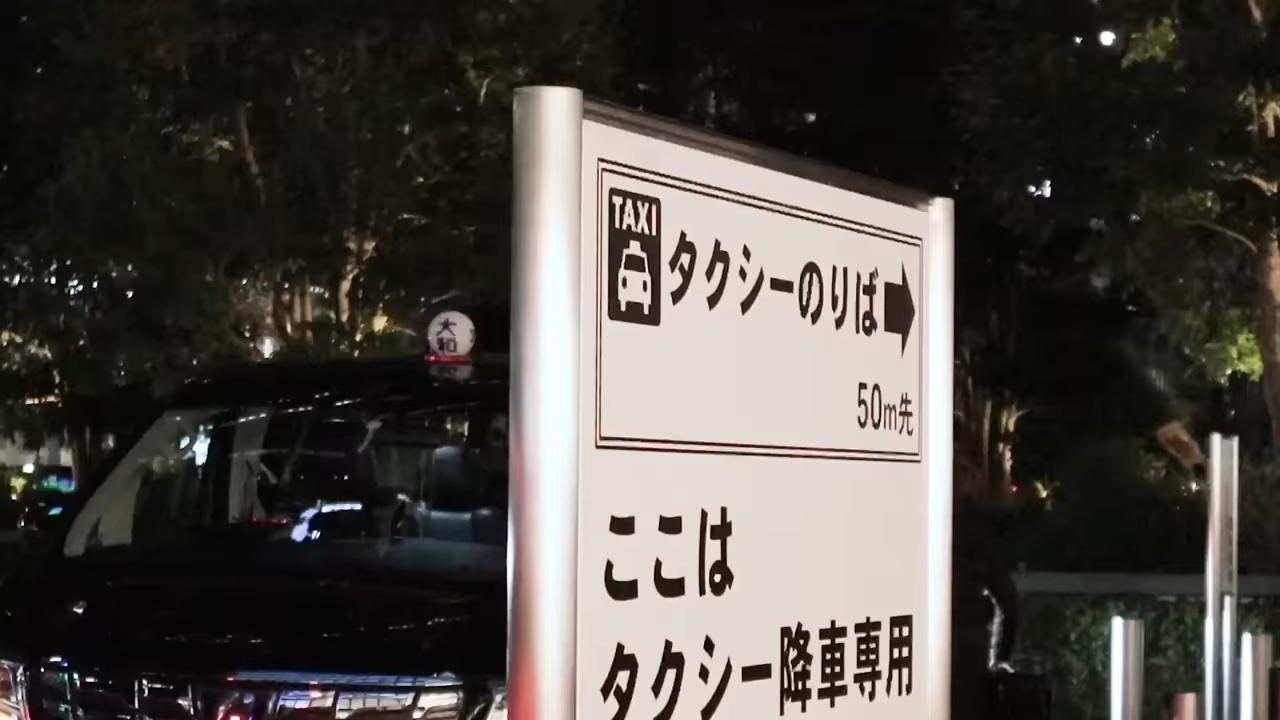 大和
TAXI
タクシーのりば
50m先
ここは
タクシー降車専用